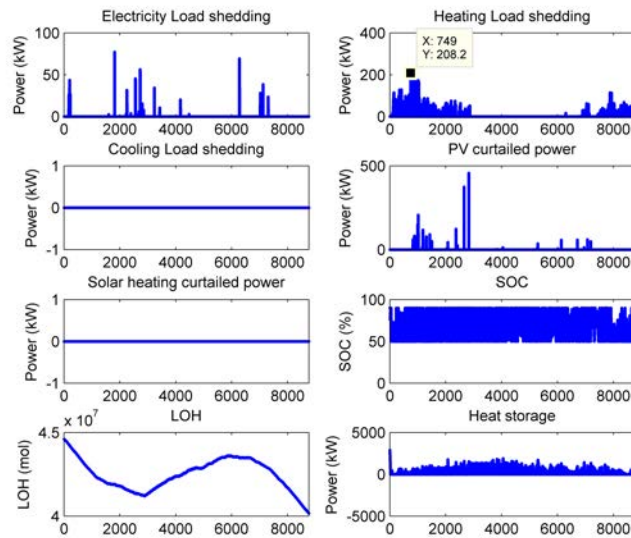 Electricity Load shedding
Power (kW)
100
50
0
0 2000 4000 6000 8000
Heating Load shedding
Power (kW)
400
200
0
X: 749
Y: 208.2
0 2000 4000 6000 8000
Cooling Load shedding
Power (kW)
1
0
-1
0 2000 4000 6000 8000
PV curtailed power
Power (kW)
500
0
0 2000 4000 6000 8000
Solar heating curtailed power
Power (kW)
1
0
-1
0 2000 4000 6000 8000
SOC
SOC (%)
100
50
0
0 2000 4000 6000 8000
LOH
x 10^7
LOH (mol)
4.5
4
0 2000 4000 6000 8000
Heat storage
Power (kW)
5000
0
-5000
0 2000 4000 6000 8000